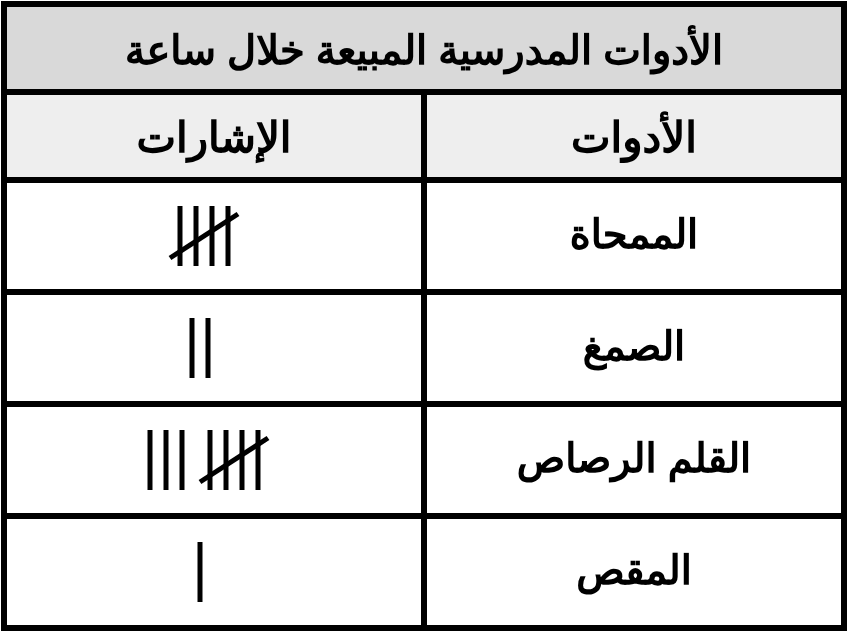 الأدوات المدرسية المبيعة خلال ساعة
الأدوات الإشارات
الممحاة
الصمغ
القلم الرصاص
المقص